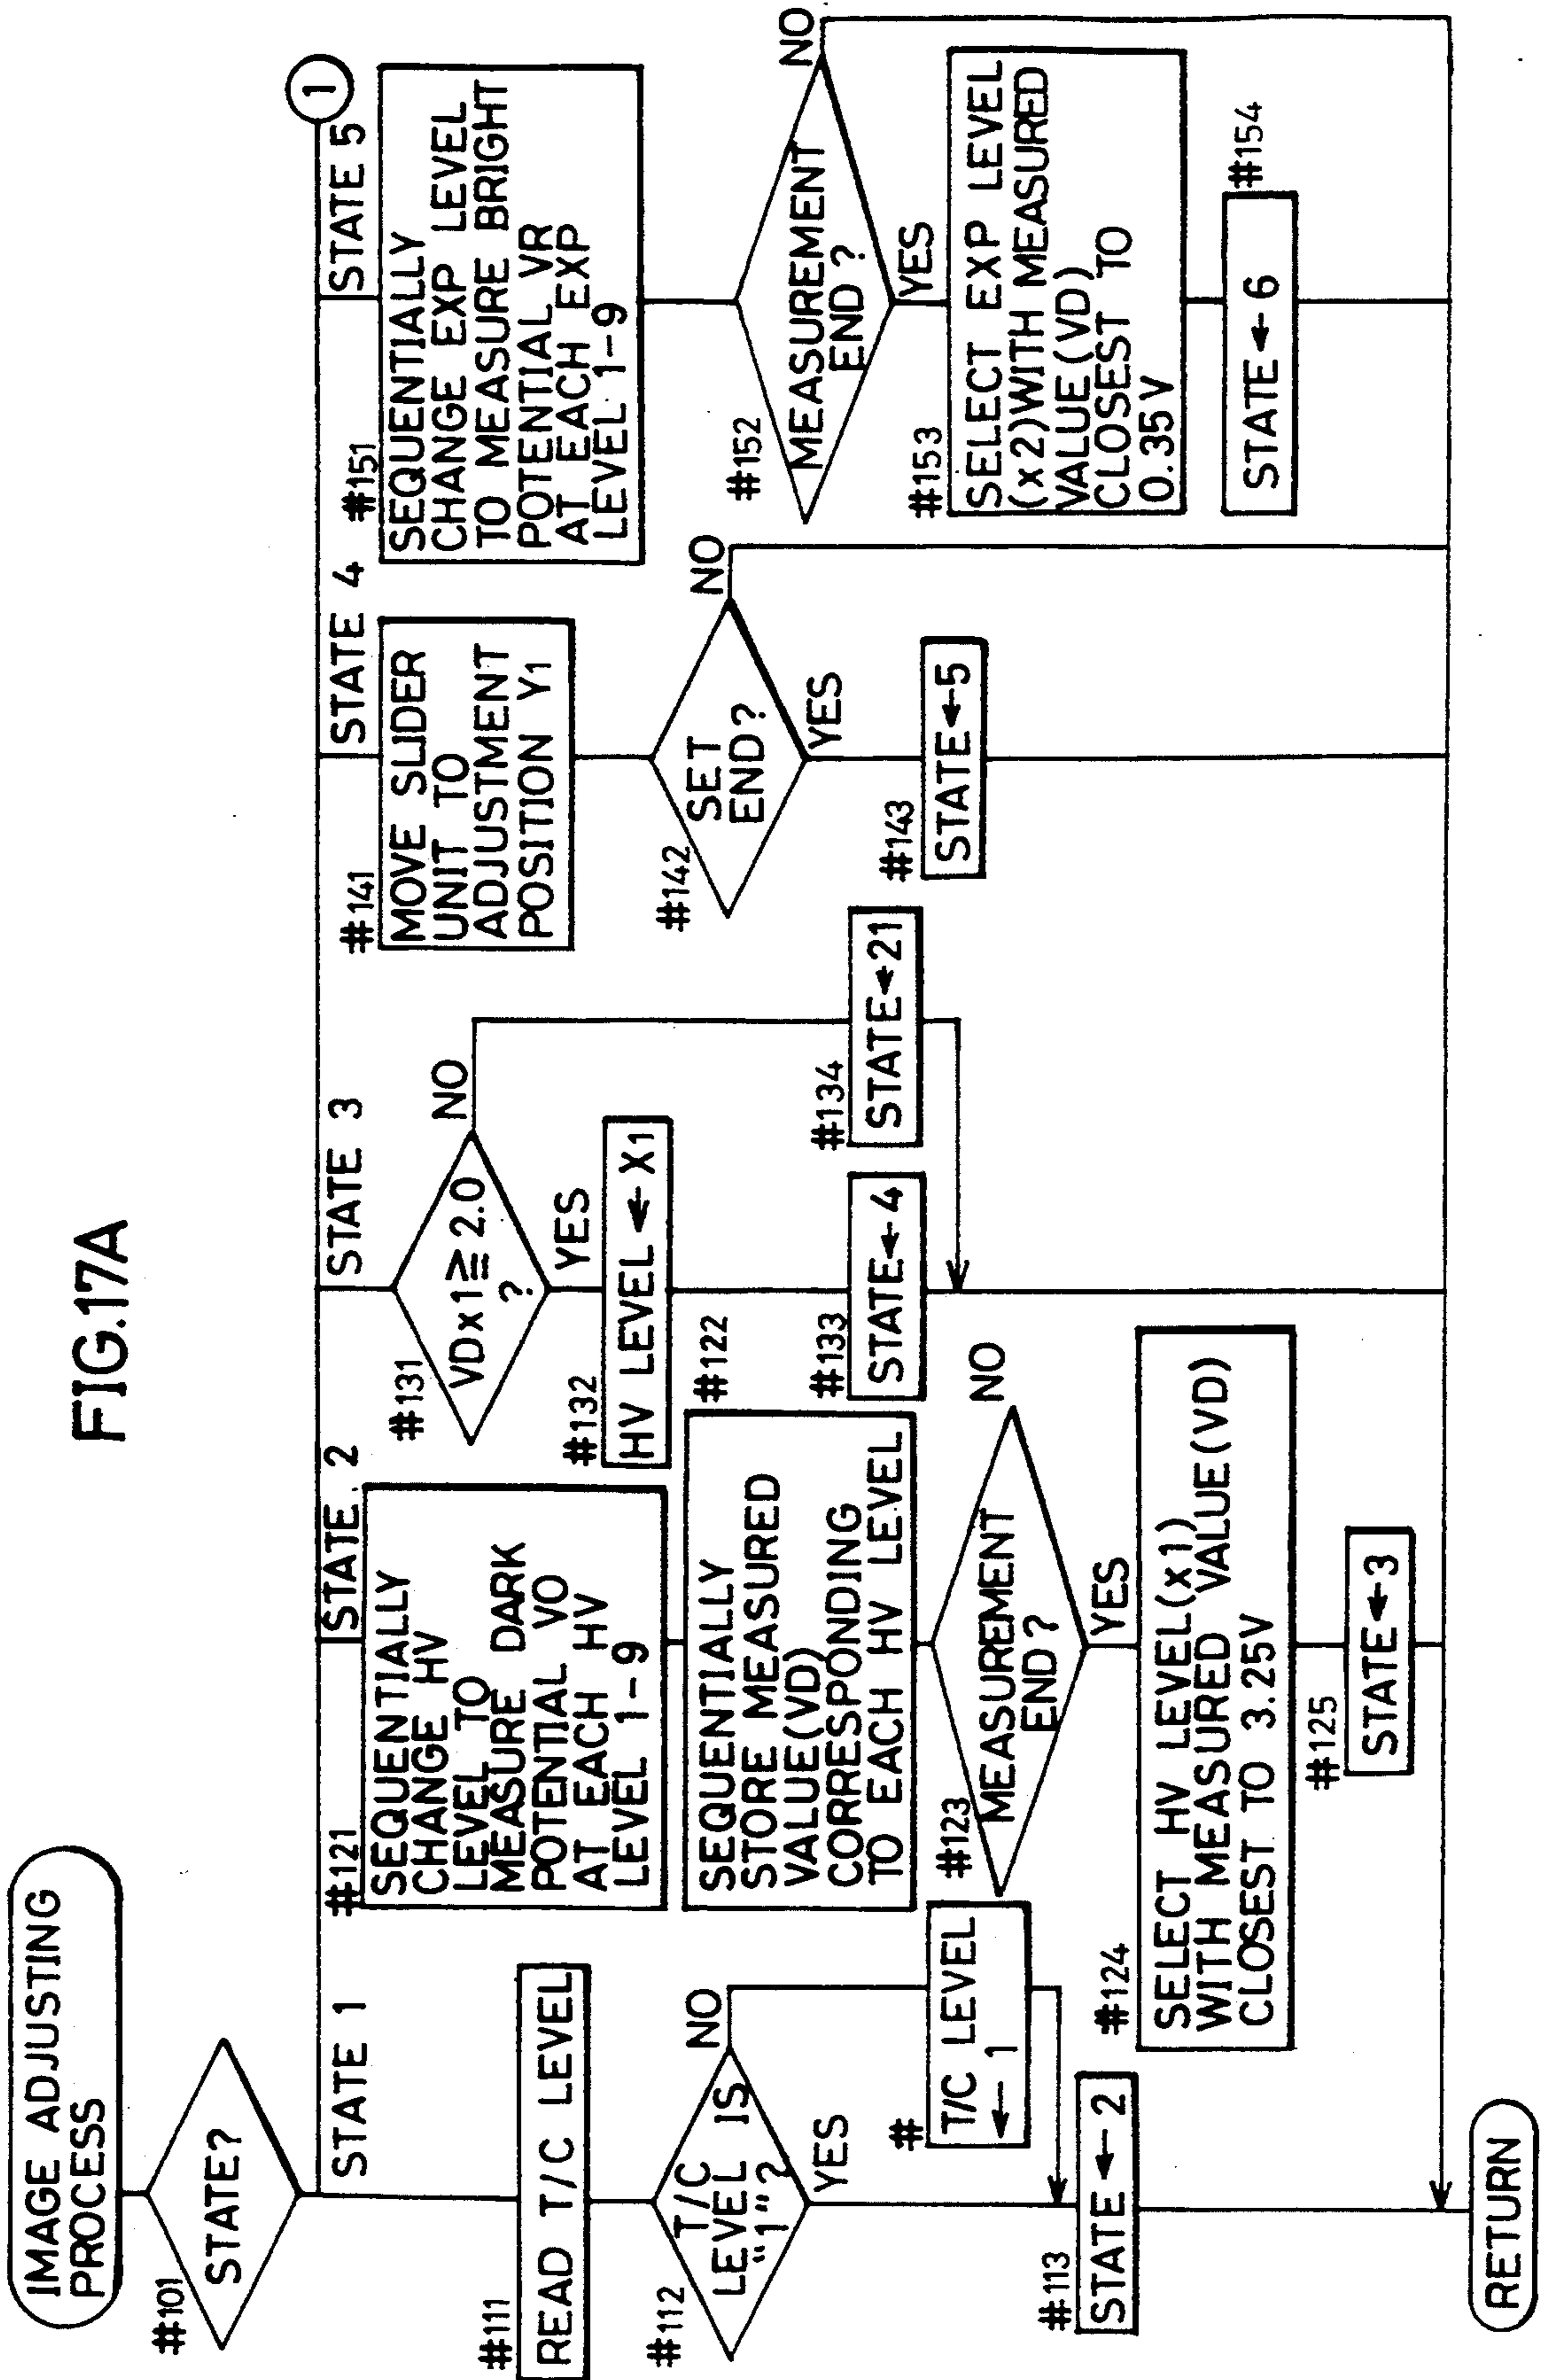 FIG.17A
IMAGE ADJUSTING
PROCESS
#101
STATE?
STATE 1
#111
READ T/C LEVEL
#112
T/C
LEVEL IS
"1"?
NO
YES
#
T/C LEVEL
← 1
#113
STATE ← 2
RETURN
STATE 2
#121
SEQUENTIALLY
CHANGE HV
LEVEL TO
MEASURE DARK
POTENTIAL VO
AT EACH HV
LEVEL 1-9
#122
SEQUENTIALLY
STORE MEASURED
VALUE(VD)
CORRESPONDING
TO EACH HV LEVEL
#123
MEASUREMENT
END?
NO
YES
#124
SELECT HV LEVEL(x1)
WITH MEASURED VALUE(VD)
CLOSEST TO 3.25V
#125
STATE←3
STATE 3
#131
VDx1≧2.0
?
NO
YES
#132
HV LEVEL ← X1
#133
STATE←4
#134
STATE←21
STATE 4
#141
MOVE SLIDER
UNIT TO
ADJUSTMENT
POSITION Y1
#142
SET
END?
NO
YES
#143
STATE←5
STATE 5
1
#151
SEQUENTIALLY
CHANGE EXP LEVEL
TO MEASURE BRIGHT
POTENTIAL VR
AT EACH EXP
LEVEL 1-9
#152
MEASUREMENT
END?
NO
YES
#153
SELECT EXP LEVEL
(x2)WITH MEASURED
VALUE(VD)
CLOSEST TO
0.35V
#154
STATE←6